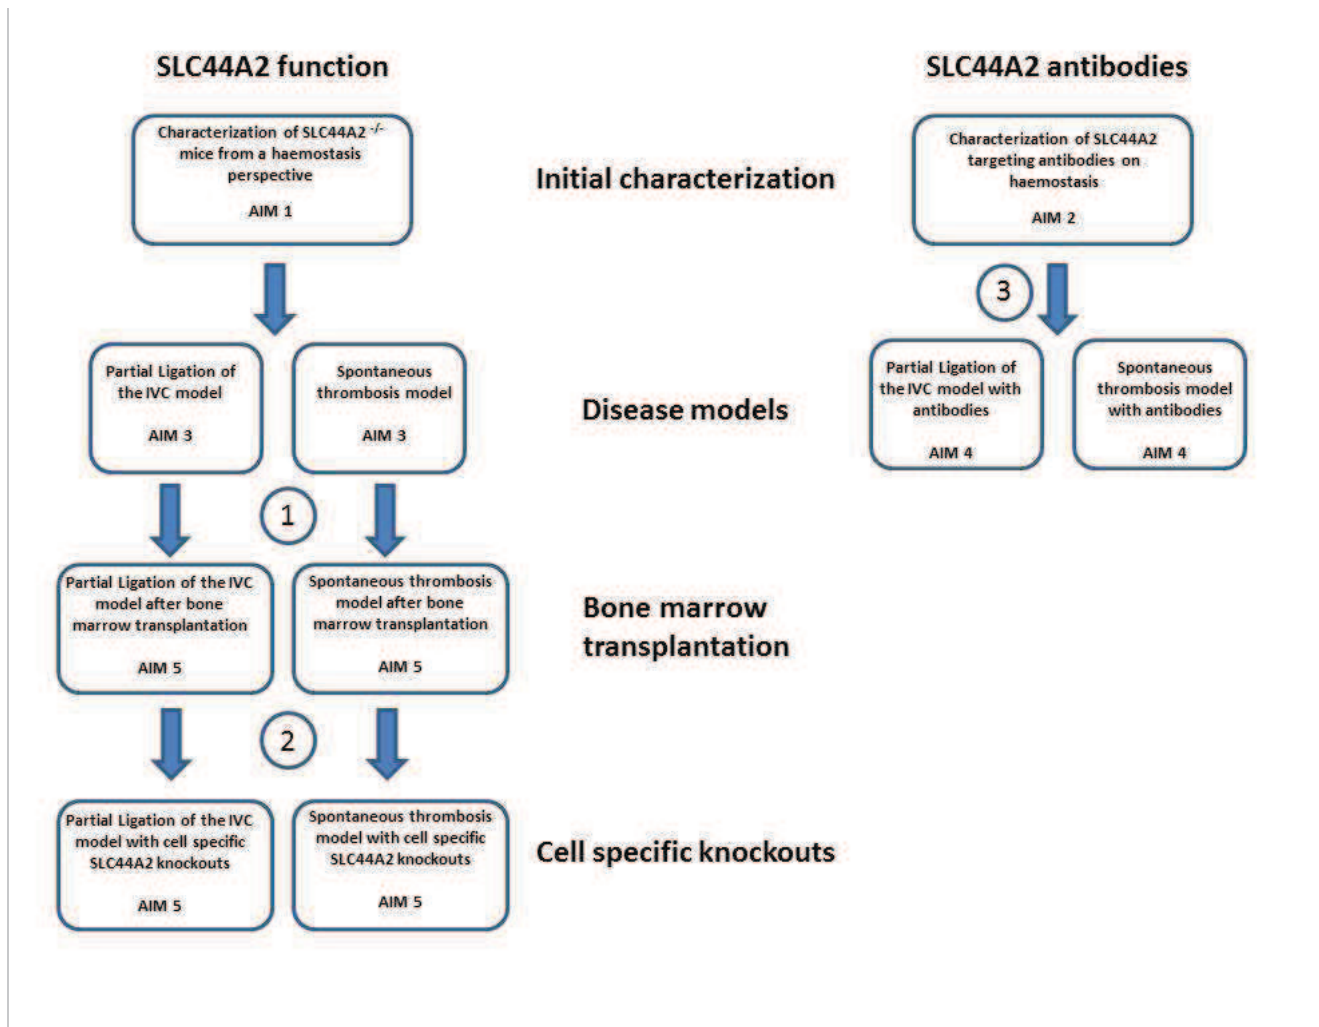 SLC44A2 function
SLC44A2 antibodies
Characterization of SLC44A2 -/-
mice from a haemostasis
perspective
AIM 1
Initial characterization
Characterization of SLC44A2
targeting antibodies on
haemostasis
AIM 2
3
Partial Ligation of
the IVC model
AIM 3
Spontaneous
thrombosis model
AIM 3
Disease models
Partial Ligation of
the IVC model with
antibodies
AIM 4
Spontaneous
thrombosis model
with antibodies
AIM 4
1
Partial Ligation of the IVC
model after bone
marrow transplantation
AIM 5
Spontaneous thrombosis
model after bone
marrow transplantation
AIM 5
Bone marrow
transplantation
2
Partial Ligation of the IVC
model with cell specific
SLC44A2 knockouts
AIM 5
Spontaneous thrombosis
model with cell specific
SLC44A2 knockouts
AIM 5
Cell specific knockouts